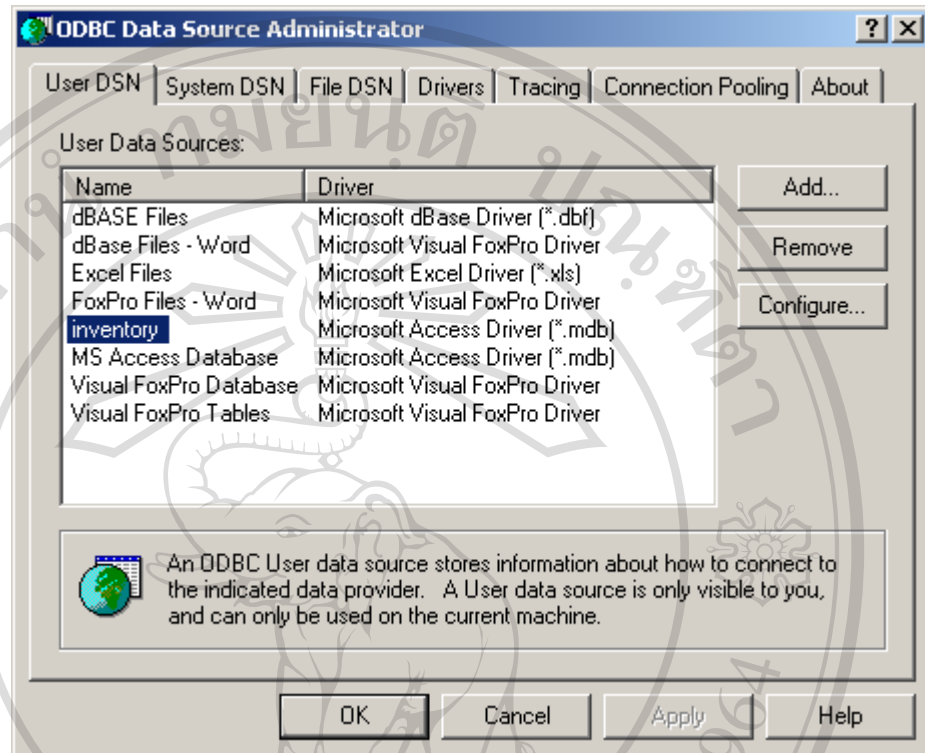 ODBC Data Source Administrator
User DSN System DSN File DSN Drivers Tracing Connection Pooling About
User Data Sources:
Name Driver
dBASE Files Microsoft dBase Driver (*.dbf)
dBase Files - Word Microsoft Visual FoxPro Driver
Excel Files Microsoft Excel Driver (*.xls)
FoxPro Files - Word Microsoft Visual FoxPro Driver
inventory Microsoft Access Driver (*.mdb)
MS Access Database Microsoft Access Driver (*.mdb)
Visual FoxPro Database Microsoft Visual FoxPro Driver
Visual FoxPro Tables Microsoft Visual FoxPro Driver
Add...
Remove
Configure...
An ODBC User data source stores information about how to connect to
the indicated data provider. A User data source is only visible to you,
and can only be used on the current machine.
OK Cancel Apply Help
964